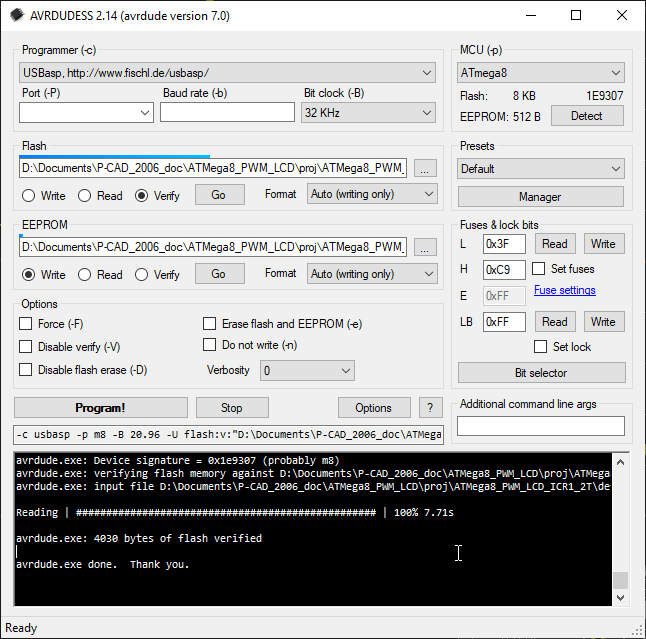 AVRDUDESS 2.14 (avrdude version 7.0)
Programmer (-c)
USBasp, http://www.fischl.de/usbasp/
Port (-P)
Baud rate (-b)
Bit clock (-B)
32 KHz
MCU (-p)
ATmega8
Flash: 8 KB 1E9307
EEPROM: 512 B Detect
Flash
D:\Documents\P-CAD_2006_doc\ATMega8_PWM_LCD\proj\ATMega8_PWM_ ...
Write Read Verify Go Format Auto (writing only)
Presets
Default
Manager
EEPROM
D:\Documents\P-CAD_2006_doc\ATMega8_PWM_LCD\proj\ATMega8_PWM_ ...
Write Read Verify Go Format Auto (writing only)
Fuses & lock bits
L 0x3F Read Write
H 0xC9 Set fuses
E 0xFF Fuse settings
LB 0xFF Read Write
Set lock
Bit selector
Options
Force (-F) Erase flash and EEPROM (-e)
Disable verify (-V) Do not write (-n)
Disable flash erase (-D) Verbosity 0
Program! Stop Options ?
Additional command line args
-c usbasp -p m8 -B 20.96 -U flash:v:"D:\Documents\P-CAD_2006_doc\ATMega
avrdude.exe: Device signature = 0x1e9307 (probably m8)
avrdude.exe: verifying flash memory against D:\Documents\P-CAD_2006_doc\ATMega8_PWM_LCD\proj\ATMega
avrdude.exe: input file D:\Documents\P-CAD_2006_doc\ATMega8_PWM_LCD\proj\ATMega8_PWM_LCD_ICR1_2T\de
Reading | ################################################## | 100% 7.71s
avrdude.exe: 4030 bytes of flash verified
avrdude.exe done. Thank you.
Ready